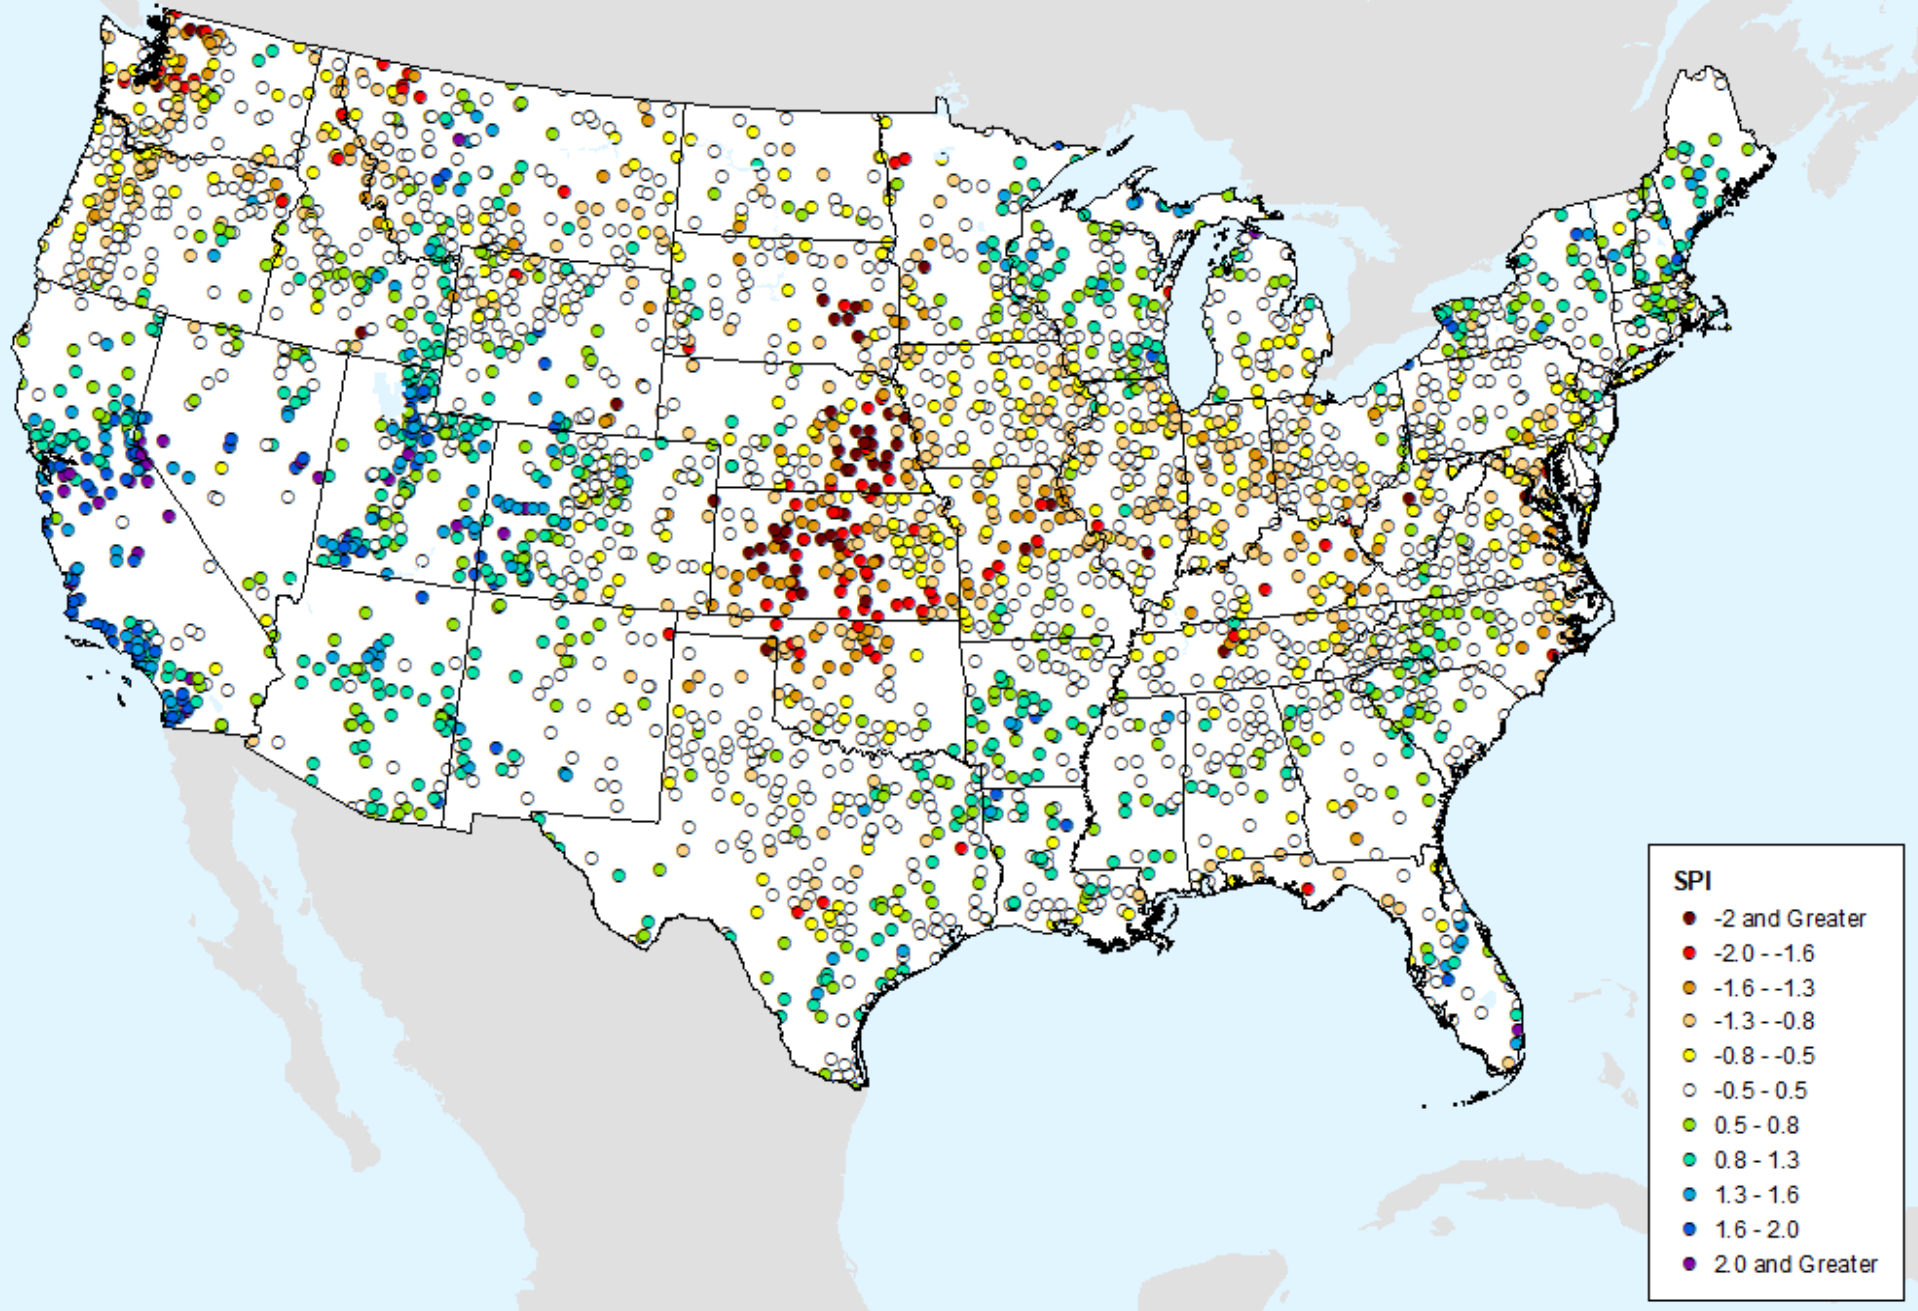 SPI
-2 and Greater
-2.0 - -1.6
-1.6 - -1.3
-1.3 - -0.8
-0.8 - -0.5
-0.5 - 0.5
0.5 - 0.8
0.8 - 1.3
1.3 - 1.6
1.6 - 2.0
2.0 and Greater